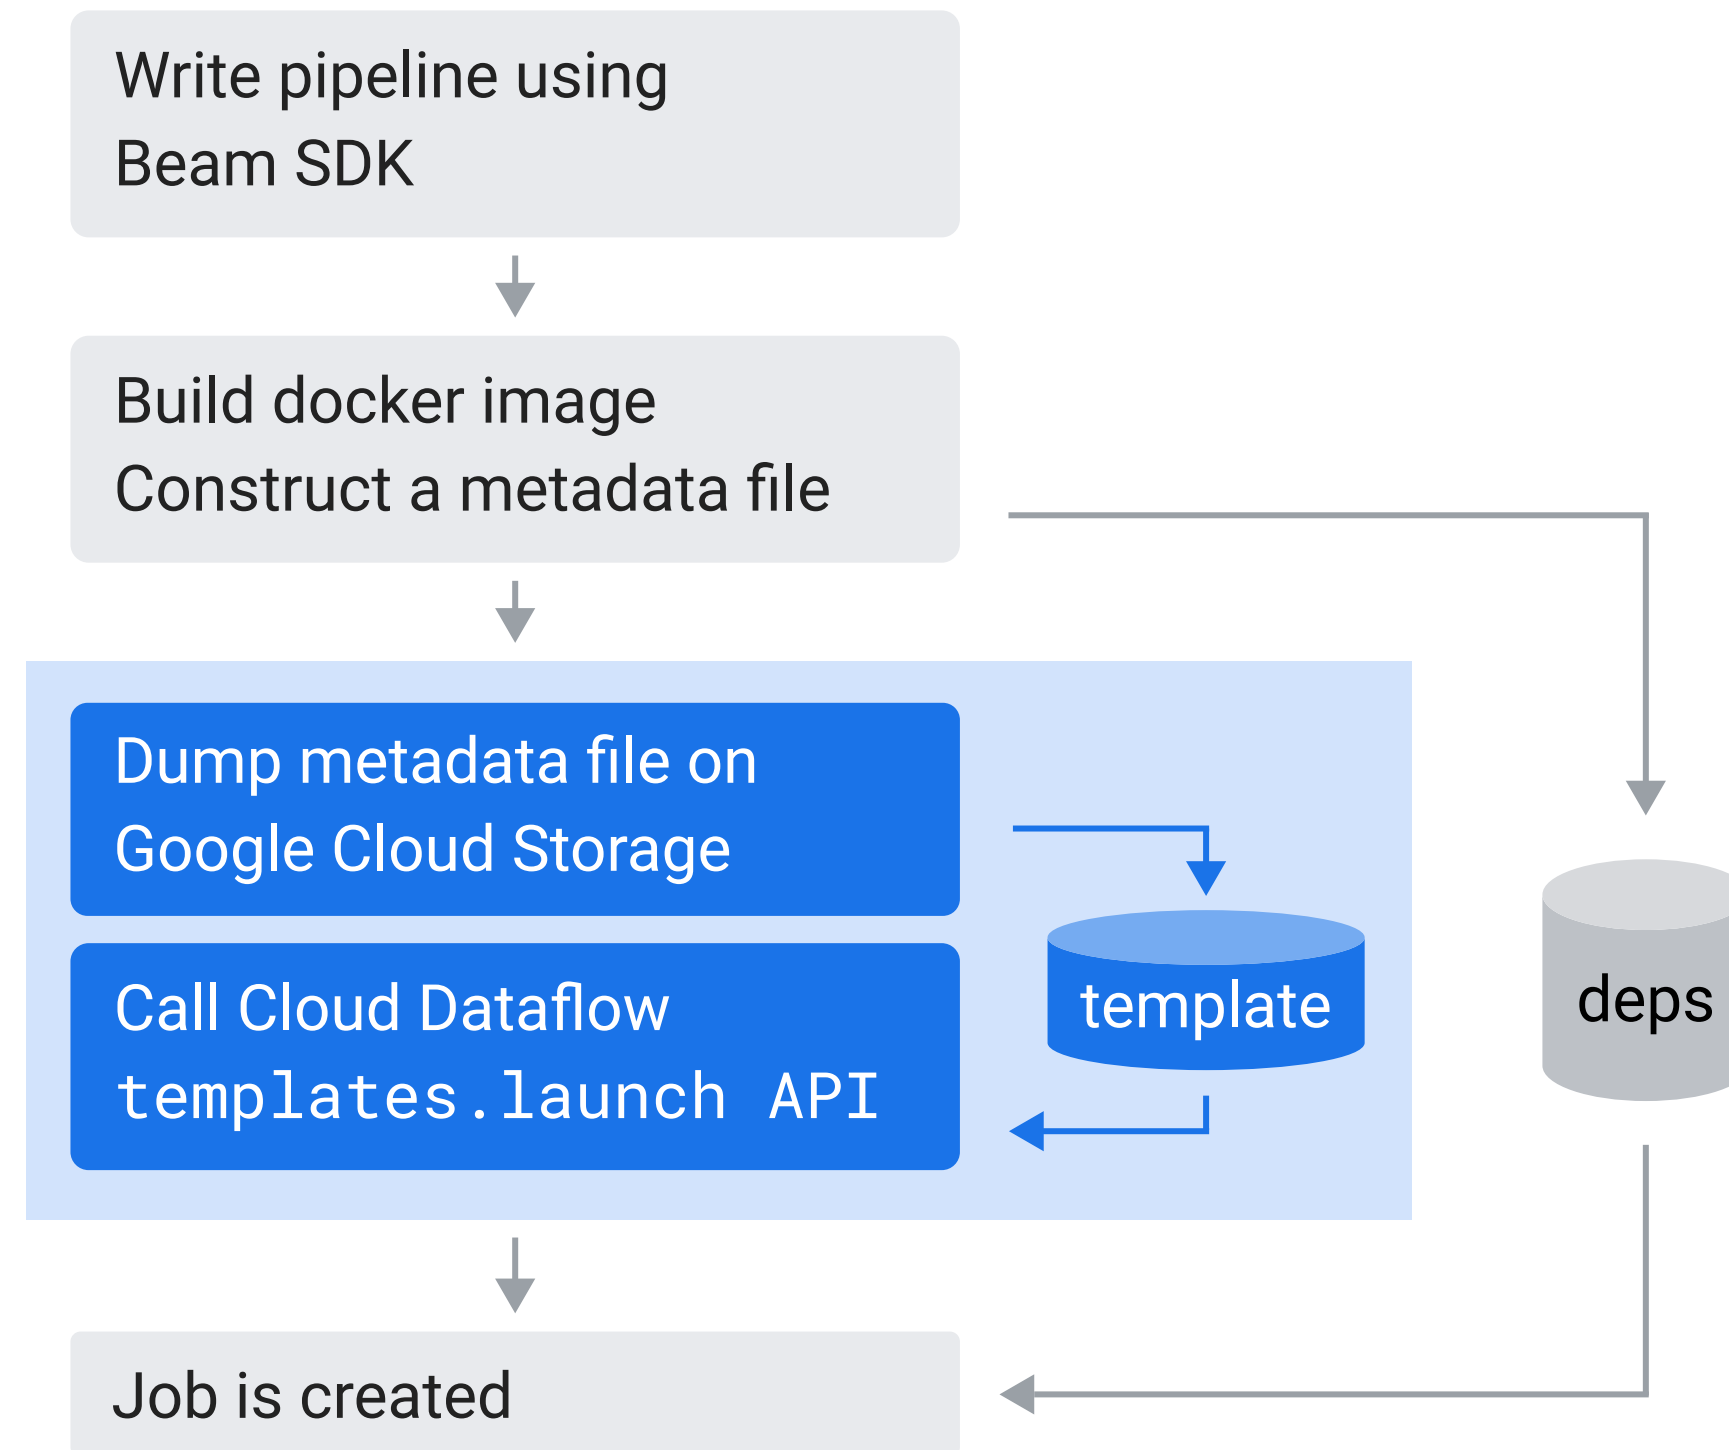 Write pipeline using
Beam SDK
Build docker image
Construct a metadata file
Dump metadata file on
Google Cloud Storage
template
Call Cloud Dataflow
templates.launch API
deps
Job is created